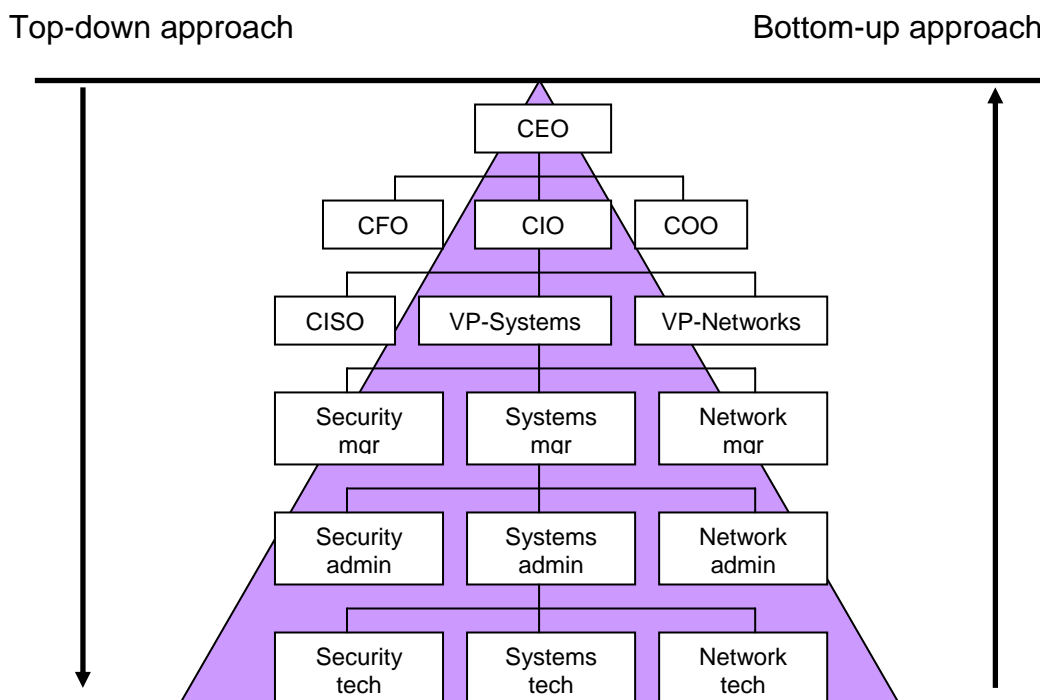 Top-down approach
Bottom-up approach
CEO
CFO
CIO
COO
CISO
VP-Systems
VP-Networks
Security
mgr
Systems
mgr
Network
mgr
Security
admin
Systems
admin
Network
admin
Security
tech
Systems
tech
Network
tech